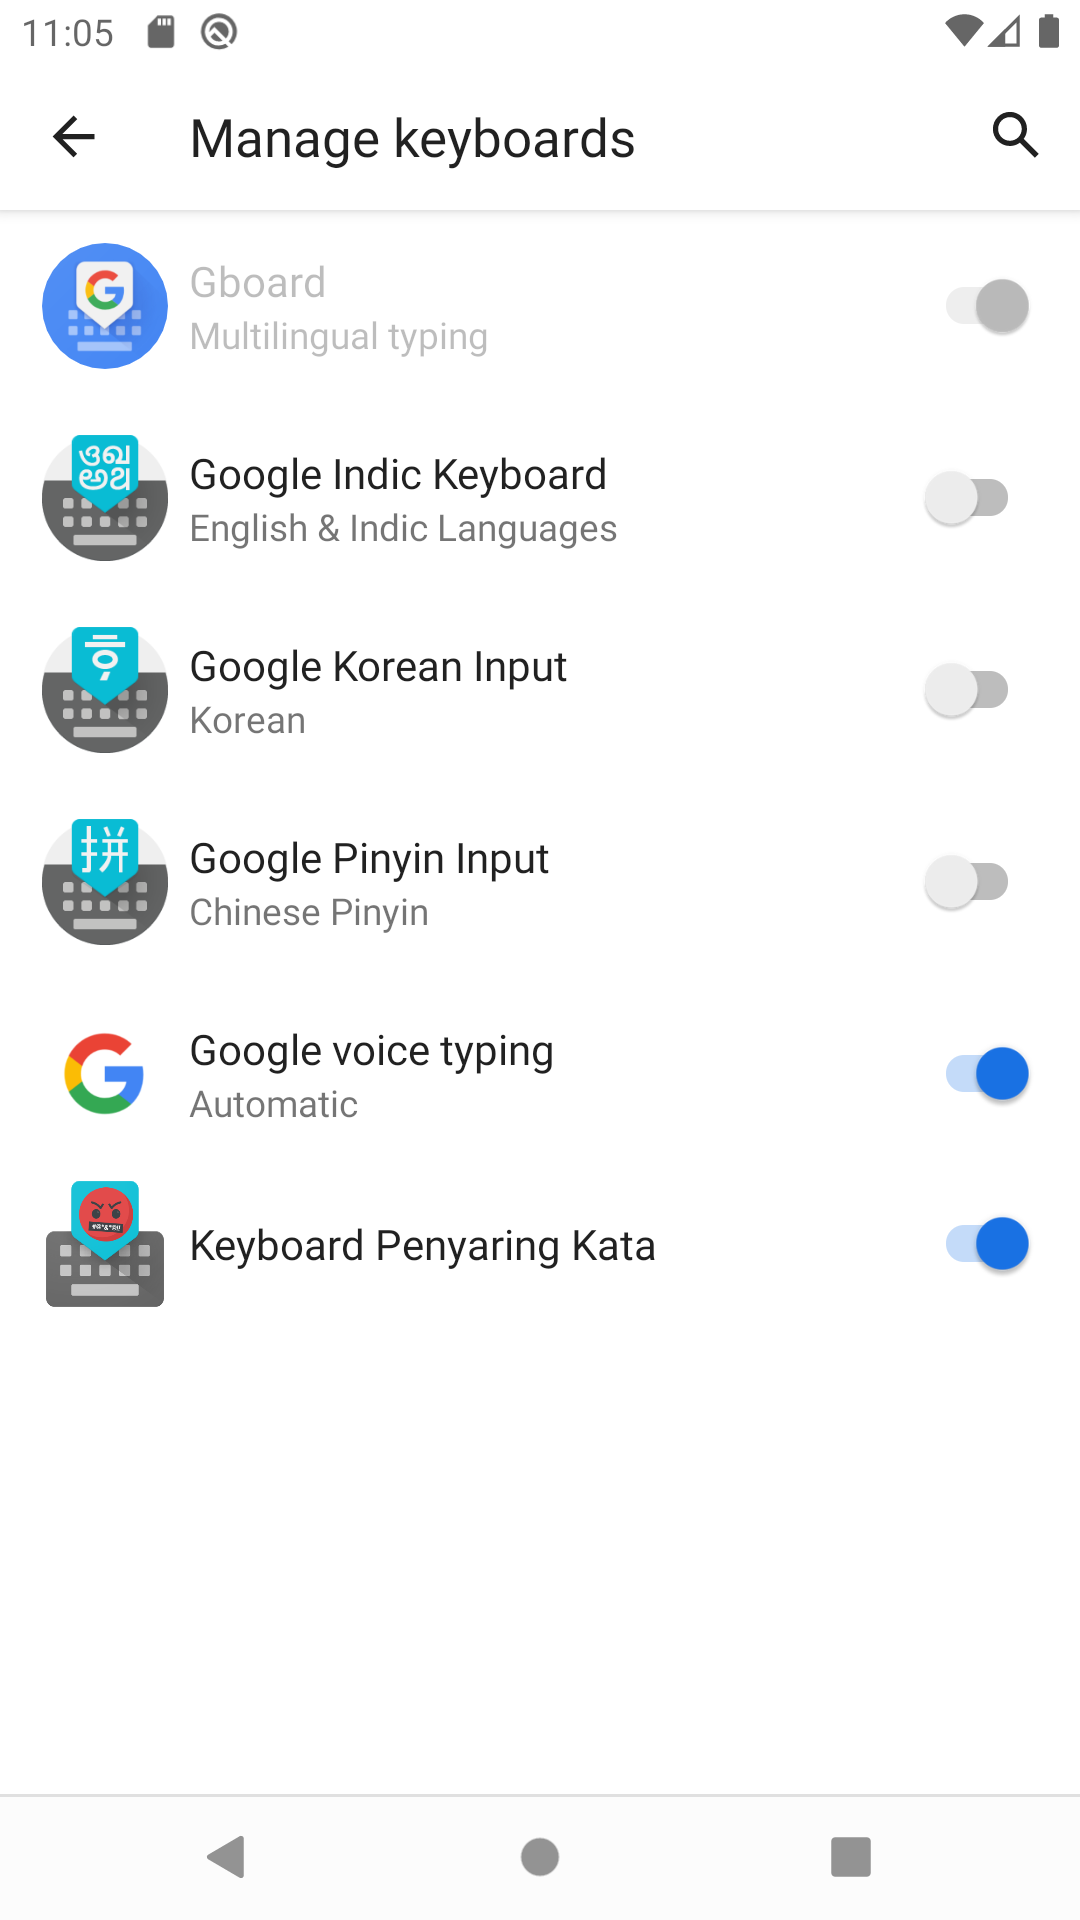 11:05
Manage keyboards
Gboard
Multilingual typing
Google Indic Keyboard
English & Indic Languages
Google Korean Input
Korean
拼
Google Pinyin Input
Chinese Pinyin
Google voice typing
Automatic
Keyboard Penyaring Kata